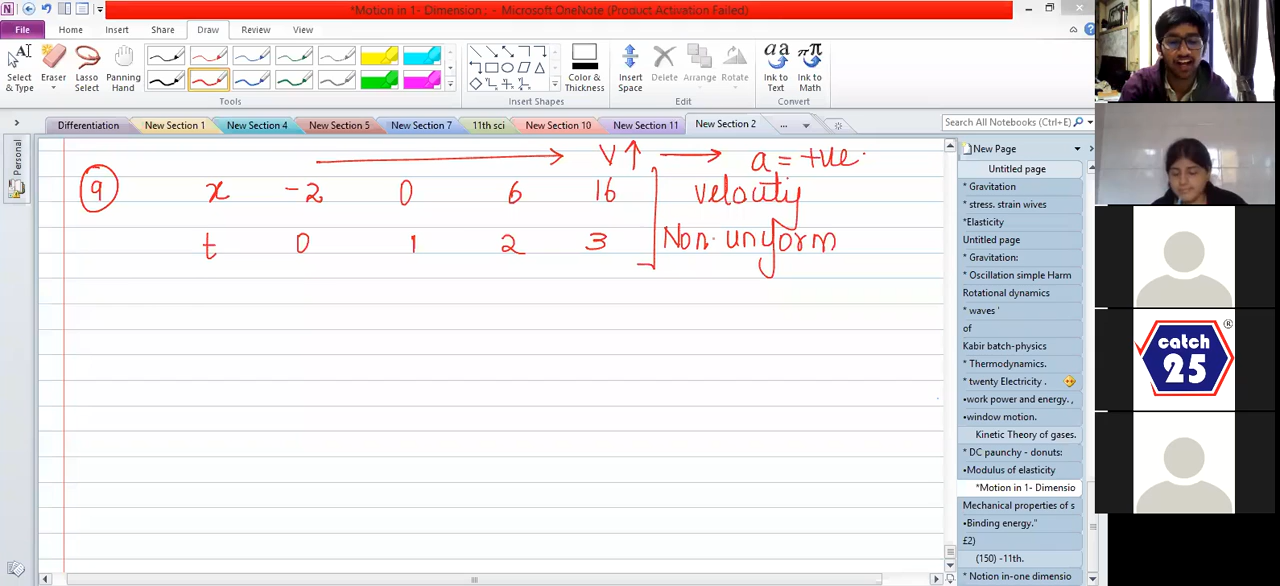 *Motion in 1- Dimension : - Microsoft OneNote (Product Activation Failed)
File Home Insert Share Draw Review View
Select & Type
Eraser
Lasso Select
Panning Hand
Color & Thickness
Insert Space
Delete
Arrange
Rotate
Ink to Text
Ink to Math
Tools
Insert Shapes
Edit
Convert
Differentiation New Section 1 New Section 4 New Section 5 New Section 7 11th sci New Section 10 New Section 11 New Section 2 ...
Search All Notebooks (Ctrl+E)
Personal
V↑ → a = +ve.
9 x -2 0 6 16 velocity
t 0 1 2 3 Non. uniform
New Page
Untitled page
* Gravitation
* stress. strain wives
*Elasticity
Untitled page
* Gravitation:
* Oscillation simple Harm
Rotational dynamics
* waves '
of
Kabir batch-physics
* Thermodynamics.
* twenty Electricity .
•work power and energy. ,
•window motion.
Kinetic Theory of gases.
* DC paunchy - donuts:
•Modulus of elasticity
*Motion in 1- Dimensio
Mechanical properties of s
•Binding energy."
£2)
(150) -11th.
* Notion in-one dimensio
catch
25
®